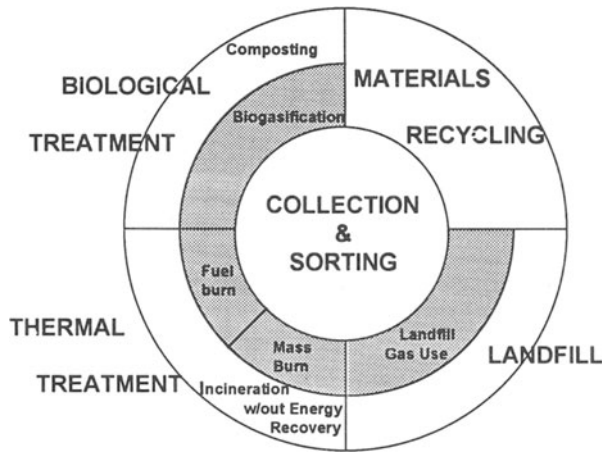 Composting
BIOLOGICAL
TREATMENT
Biogasification
MATERIALS
RECYCLING
COLLECTION
&
SORTING
Fuel
burn
THERMAL
TREATMENT
Mass
Burn
Incineration
w/out Energy
Recovery
Landfill
Gas Use
LANDFILL